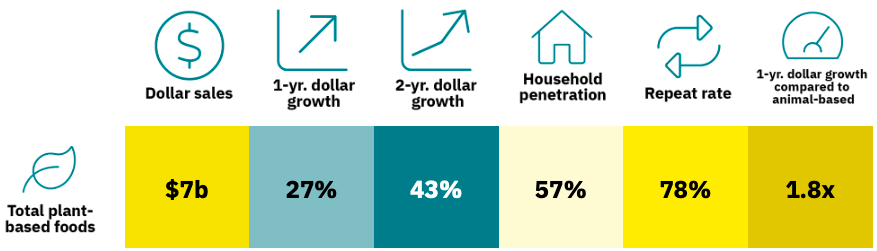 $
Dollar sales
1-yr. dollar
growth
2-yr. dollar
growth
Household
penetration
Repeat rate
1-yr. dollar growth
compared to
animal-based
Total plant-
based foods
$7b
27%
43%
57%
78%
1.8x